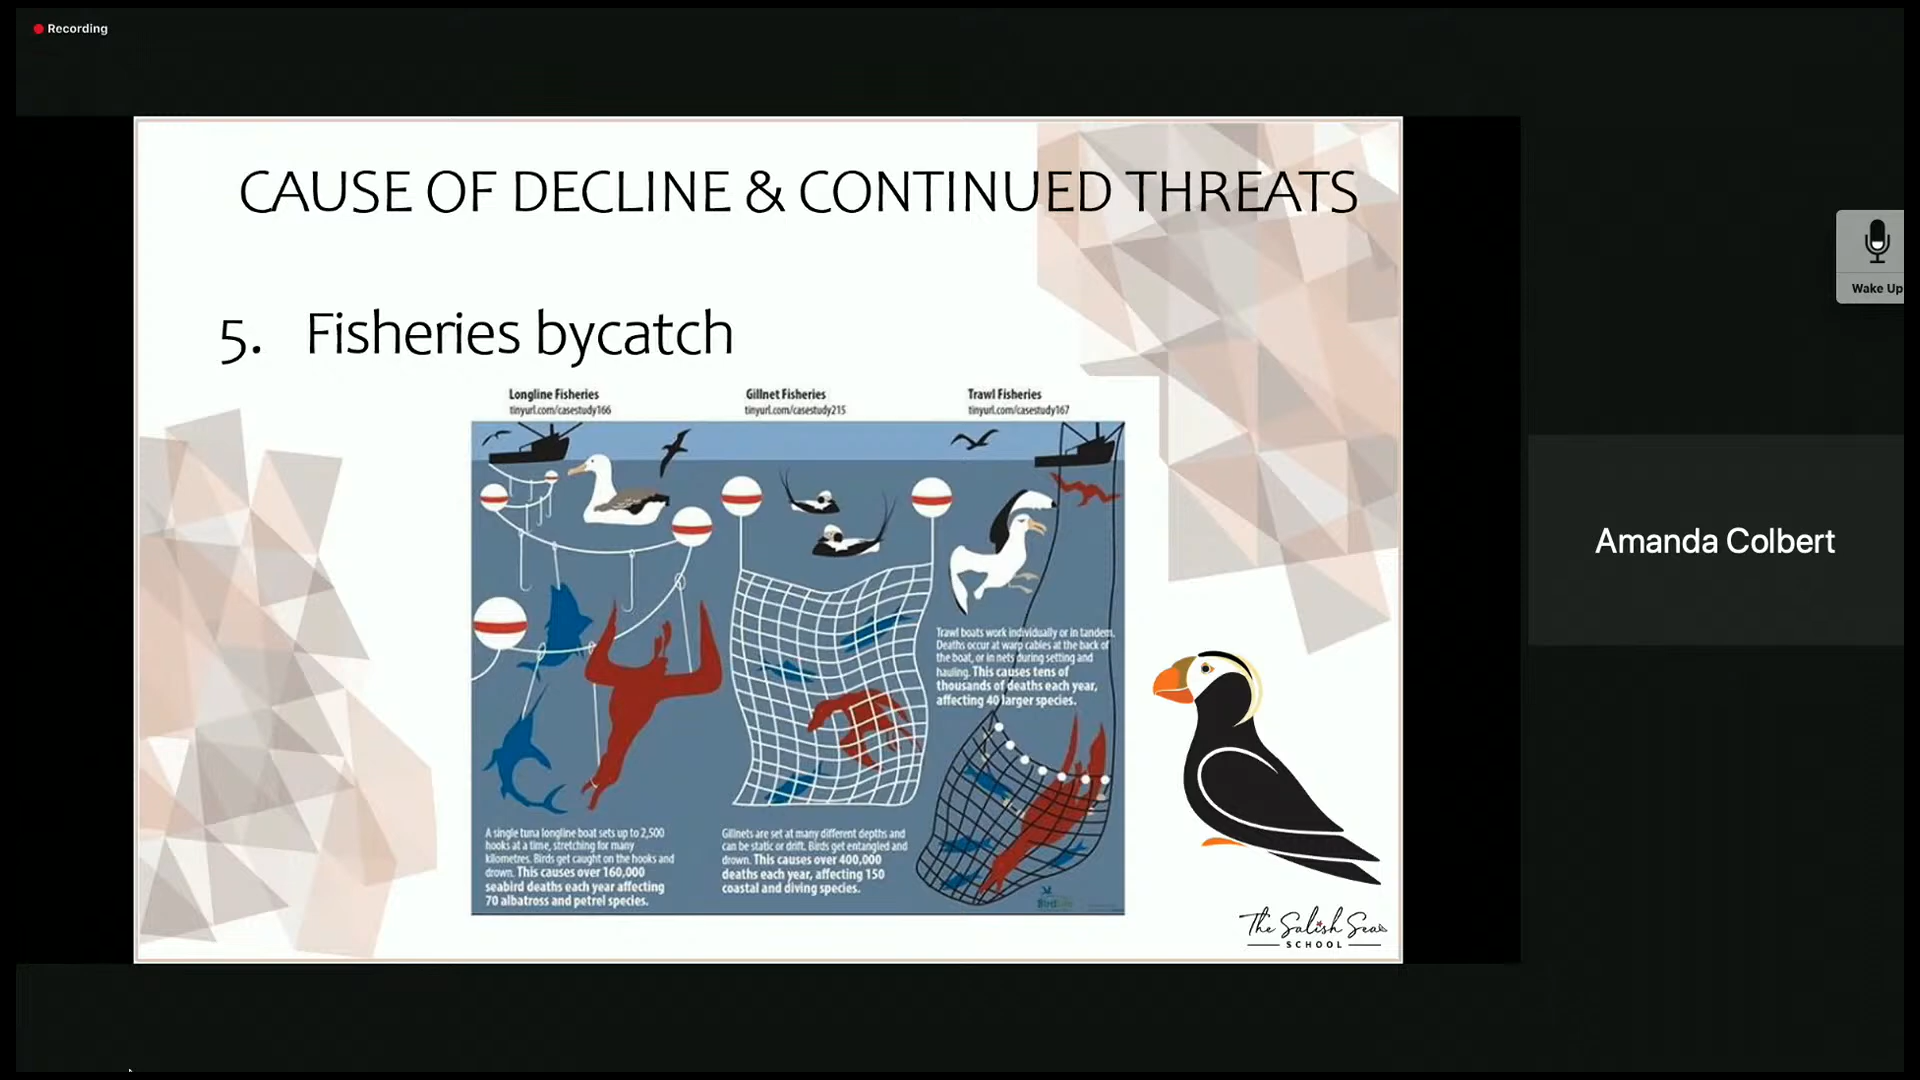 Recording
CAUSE OF DECLINE & CONTINUED THREATS
5. Fisheries bycatch
Longline Fisheries
tinyurl.com/casestudy166
Gillnet Fisheries
tinyurl.com/casestudy215
Trawl Fisheries
tinyurl.com/casestudy167
Trawl boats work individually or in tandem.
Deaths occur at warp cables at the back of
the boat, or in nets during setting and
hauling. This causes tens of
thousands of deaths each year,
affecting 40 larger species.
A single tuna longline boat sets up to 2,500
hooks at a time, stretching for many
kilometres. Birds get caught on the hooks and
drown. This causes over 160,000
seabird deaths each year affecting
70 albatross and petrel species.
Gillnets are set at many different depths and
can be static or drift. Birds get entangled and
drown. This causes over 400,000
deaths each year, affecting 150
coastal and diving species.
The Salish Sea
SCHOOL
Wake Up
Amanda Colbert